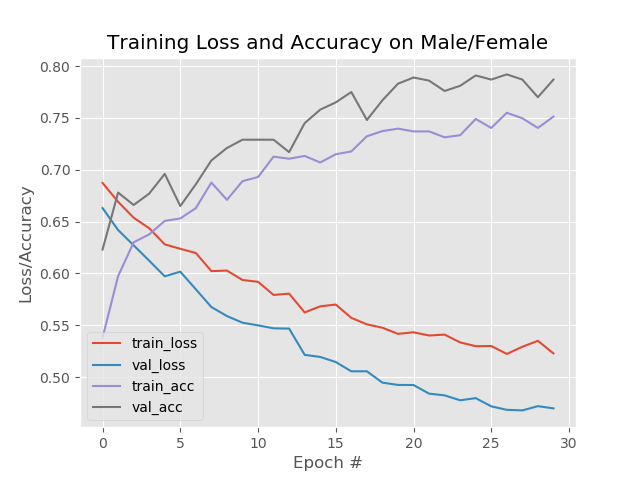 Training Loss and Accuracy on Male/Female
0.80
0.75
0.70
0.65
0.60
0.55
0.50
Loss/Accuracy
train_loss
val_loss
train_acc
val_acc
0 5 10 15 20 25 30
Epoch #